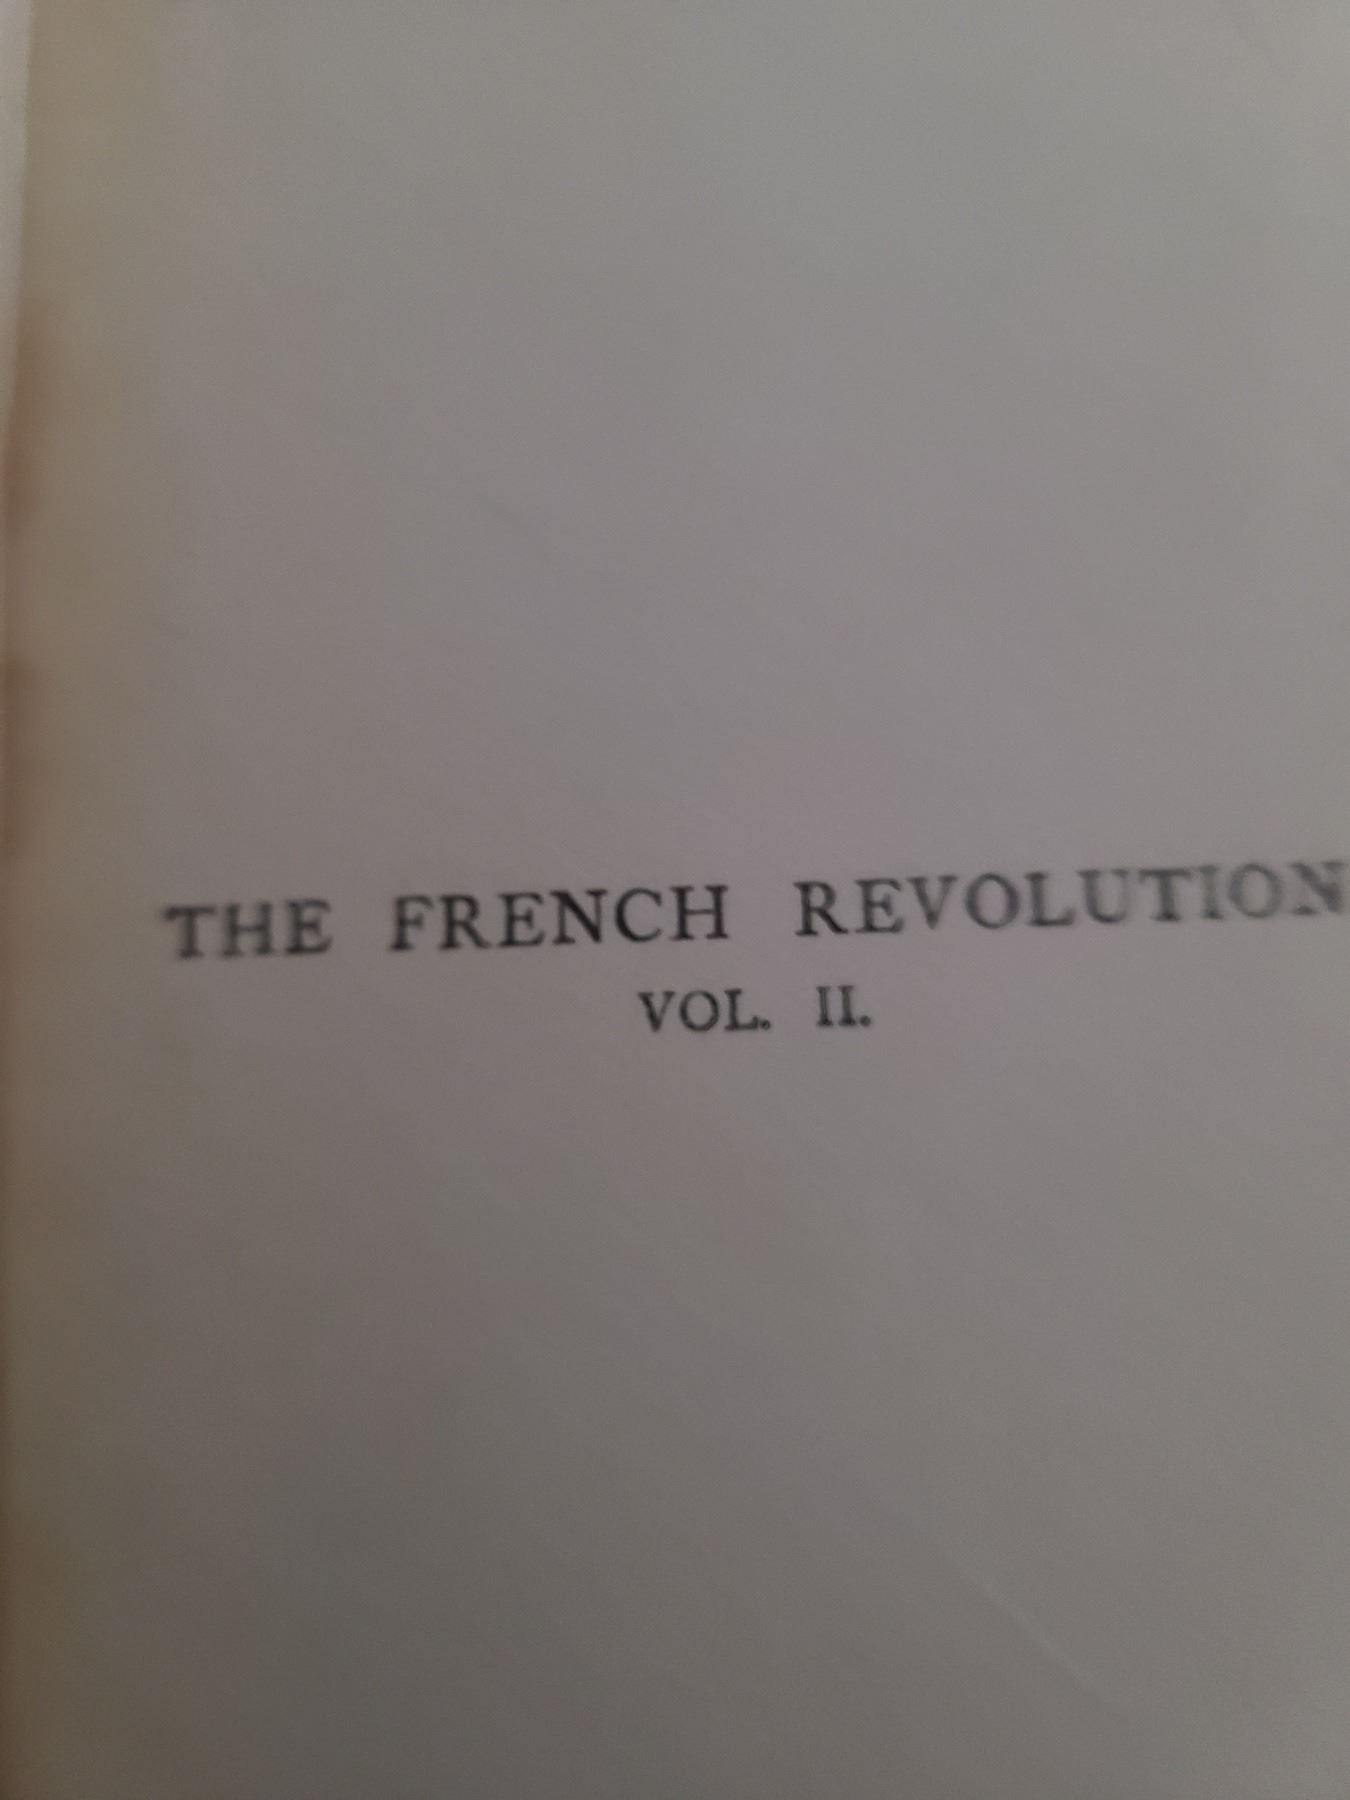 THE FRENCH REVOLUTION
VOL. II.